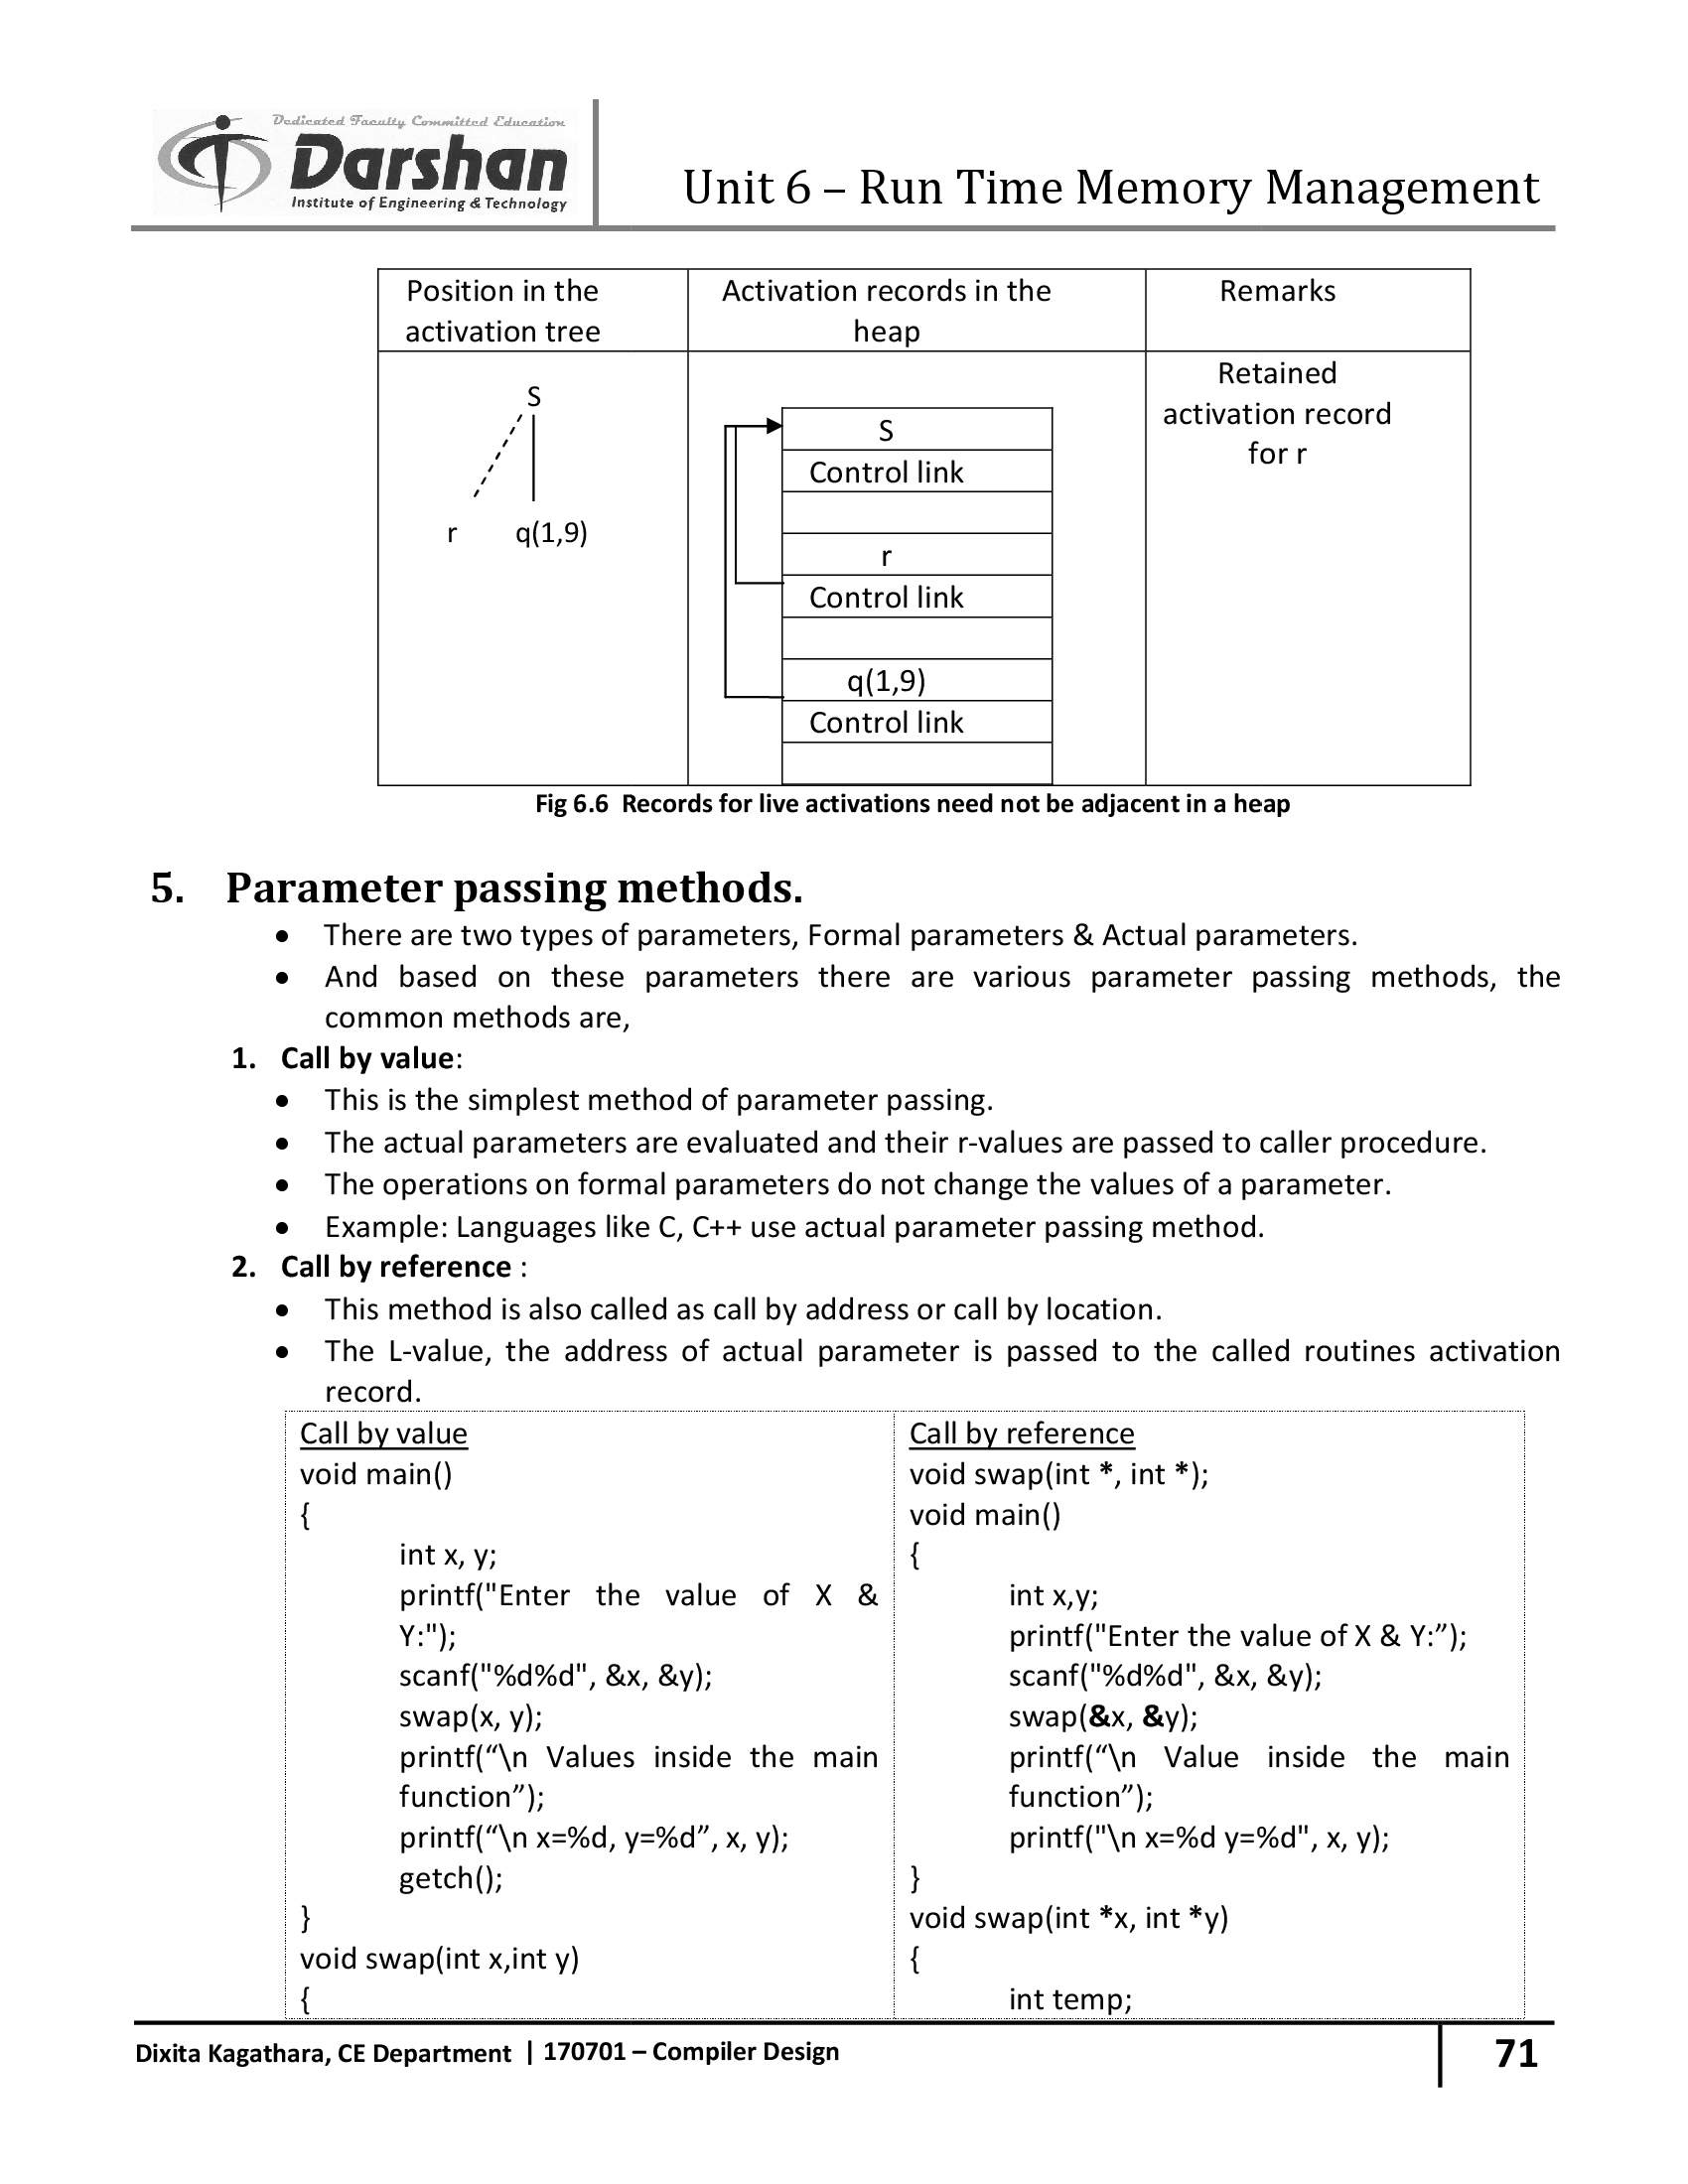 Dedicated Faculty Committed Education
Darshan
Institute of Engineering & Technology
Unit 6 – Run Time Memory Management
Position in the
activation tree
Activation records in the
heap
Remarks
S
r q(1,9)
S
Control link
r
Control link
q(1,9)
Control link
Retained
activation record
for r
Fig 6.6 Records for live activations need not be adjacent in a heap
5. Parameter passing methods.
• There are two types of parameters, Formal parameters & Actual parameters.
• And based on these parameters there are various parameter passing methods, the
common methods are,
1. Call by value:
• This is the simplest method of parameter passing.
• The actual parameters are evaluated and their r-values are passed to caller procedure.
• The operations on formal parameters do not change the values of a parameter.
• Example: Languages like C, C++ use actual parameter passing method.
2. Call by reference :
• This method is also called as call by address or call by location.
• The L-value, the address of actual parameter is passed to the called routines activation
record.
Call by value
void main()
{
int x, y;
printf("Enter the value of X &
Y:");
scanf("%d%d", &x, &y);
swap(x, y);
printf(“\n Values inside the main
function”);
printf(“\n x=%d, y=%d”, x, y);
getch();
}
void swap(int x,int y)
{
Call by reference
void swap(int *, int *);
void main()
{
int x,y;
printf("Enter the value of X & Y:”);
scanf("%d%d", &x, &y);
swap(&x, &y);
printf(“\n Value inside the main
function”);
printf("\n x=%d y=%d", x, y);
}
void swap(int *x, int *y)
{
int temp;
Dixita Kagathara, CE Department | 170701 – Compiler Design
71